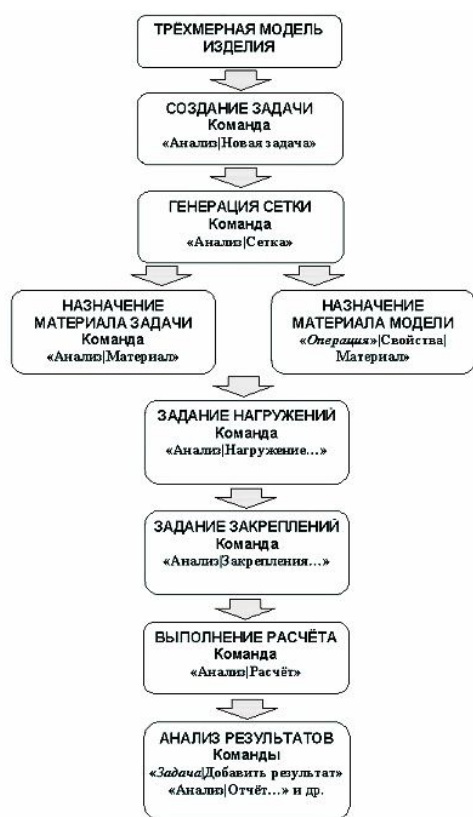 ТРЁХМЕРНАЯ МОДЕЛЬ
ИЗДЕЛИЯ
СОЗДАНИЕ ЗАДАЧИ
Команда
«Анализ|Новая задача»
ГЕНЕРАЦИЯ СЕТКИ
Команда
«Анализ|Сетка»
НАЗНАЧЕНИЕ
МАТЕРИАЛА ЗАДАЧИ
Команда
«Анализ|Материал»
НАЗНАЧЕНИЕ
МАТЕРИАЛА МОДЕЛИ
«Операция»|Свойства|
Материал»
ЗАДАНИЕ НАГРУЖЕНИЙ
Команда
«Анализ|Нагружение...»
ЗАДАНИЕ ЗАКРЕПЛЕНИЙ
Команда
«Анализ|Закрепления...»
ВЫПОЛНЕНИЕ РАСЧЁТА
Команда
«Анализ|Расчёт»
АНАЛИЗ РЕЗУЛЬТАТОВ
Команды
«Задача|Добавить результат»
«Анализ|Отчёт...» и др.